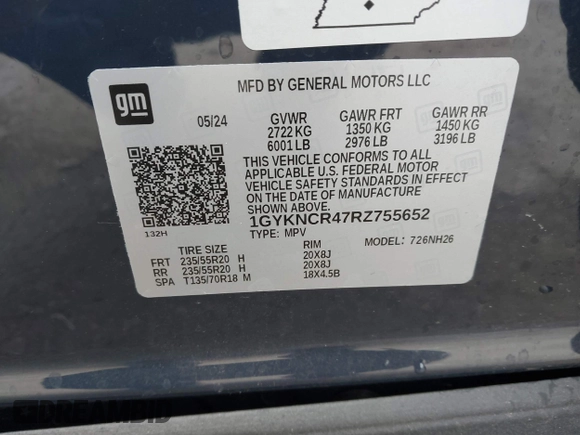 gm
MFD BY GENERAL MOTORS LLC
05/24 GVWR GAWR FRT GAWR RR
2722 KG 1350 KG 1450 KG
6001 LB 2976 LB 3196 LB
THIS VEHICLE CONFORMS TO ALL
APPLICABLE U.S. FEDERAL MOTOR
VEHICLE SAFETY STANDARDS IN EFFECT
ON THE DATE OF MANUFACTURE
SHOWN ABOVE.
132H
1GYKNCR47RZ755652
TYPE: MPV MODEL: 726NH26
TIRE SIZE RIM
FRT 235/55R20 H 20X8J
RR 235/55R20 H 20X8J
SPA T135/70R18 M 18X4.5B
DREAMBID